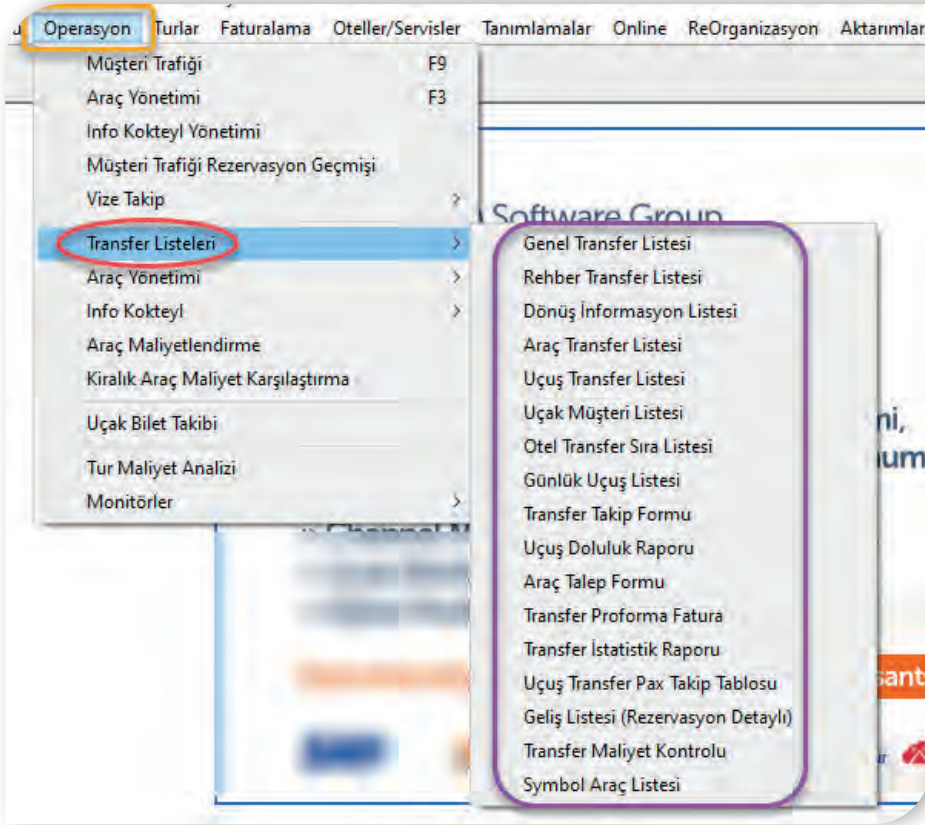 Operasyon Turlar Faturalama Oteller/Servisler Tanımlamalar Online ReOrganizasyon Aktarımlar
Müşteri Trafiği F9
Araç Yönetimi F3
Info Kokteyl Yönetimi
Müşteri Trafiği Rezervasyon Geçmişi
Vize Takip
Transfer Listeleri
Araç Yönetimi
Info Kokteyl
Araç Maliyetlendirme
Kiralık Araç Maliyet Karşılaştırma
Uçak Bilet Takibi
Tur Maliyet Analizi
Monitörler
Software Group
Genel Transfer Listesi
Rehber Transfer Listesi
Dönüş İnformasyon Listesi
Araç Transfer Listesi
Uçuş Transfer Listesi
Uçak Müşteri Listesi
Otel Transfer Sıra Listesi
Günlük Uçuş Listesi
Transfer Takip Formu
Uçuş Doluluk Raporu
Araç Talep Formu
Transfer Proforma Fatura
Transfer İstatistik Raporu
Uçuş Transfer Pax Takip Tablosu
Geliş Listesi (Rezervasyon Detaylı)
Transfer Maliyet Kontrolu
Symbol Araç Listesi
ni,
um
» Channel M
sant